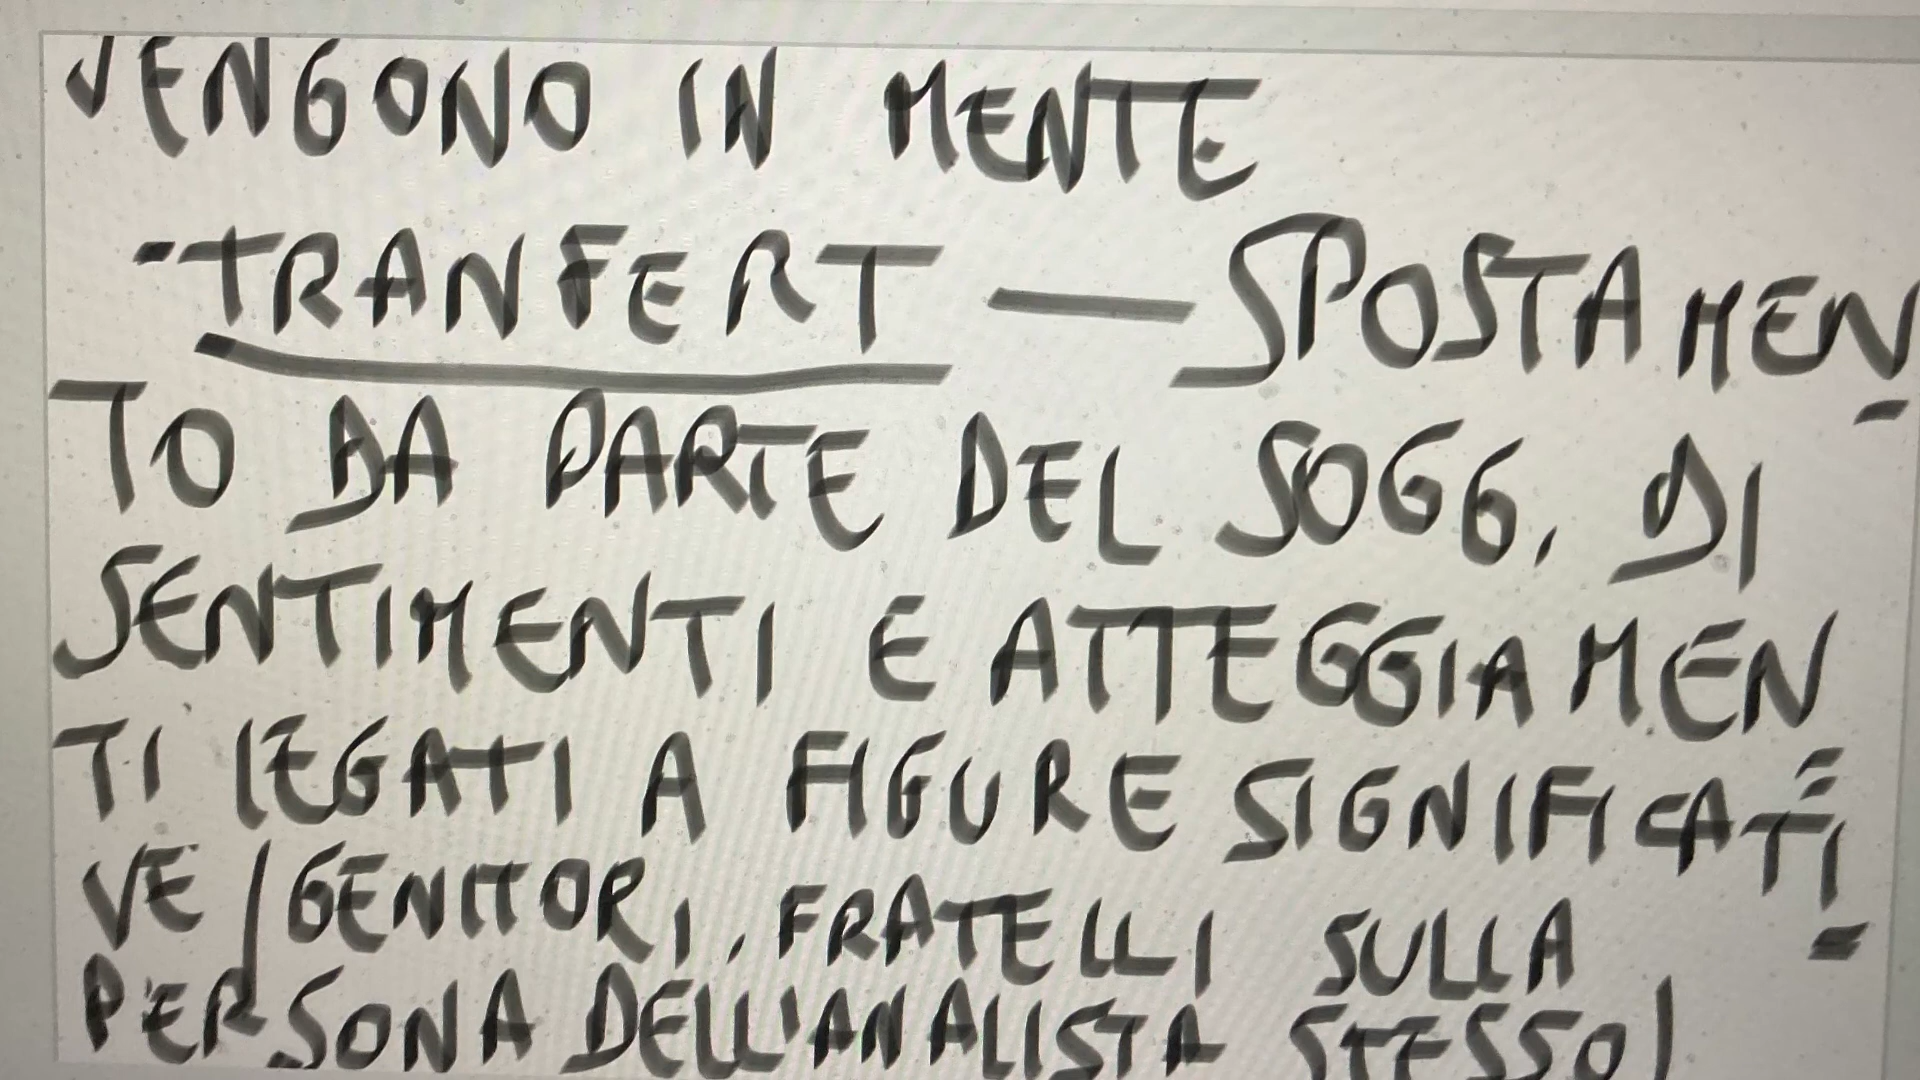 VENGONO IN MENTE
-TRANFERT — SPOSTAMEN-
TO DA PARTE DEL SOGG. DI
SENTIMENTI E ATTEGGIAMEN
TI LEGATI A FIGURE SIGNIFICATI=
VE (GENITORI, FRATELLI SULLA
PERSONA DELL'ANALISTA STESSO)